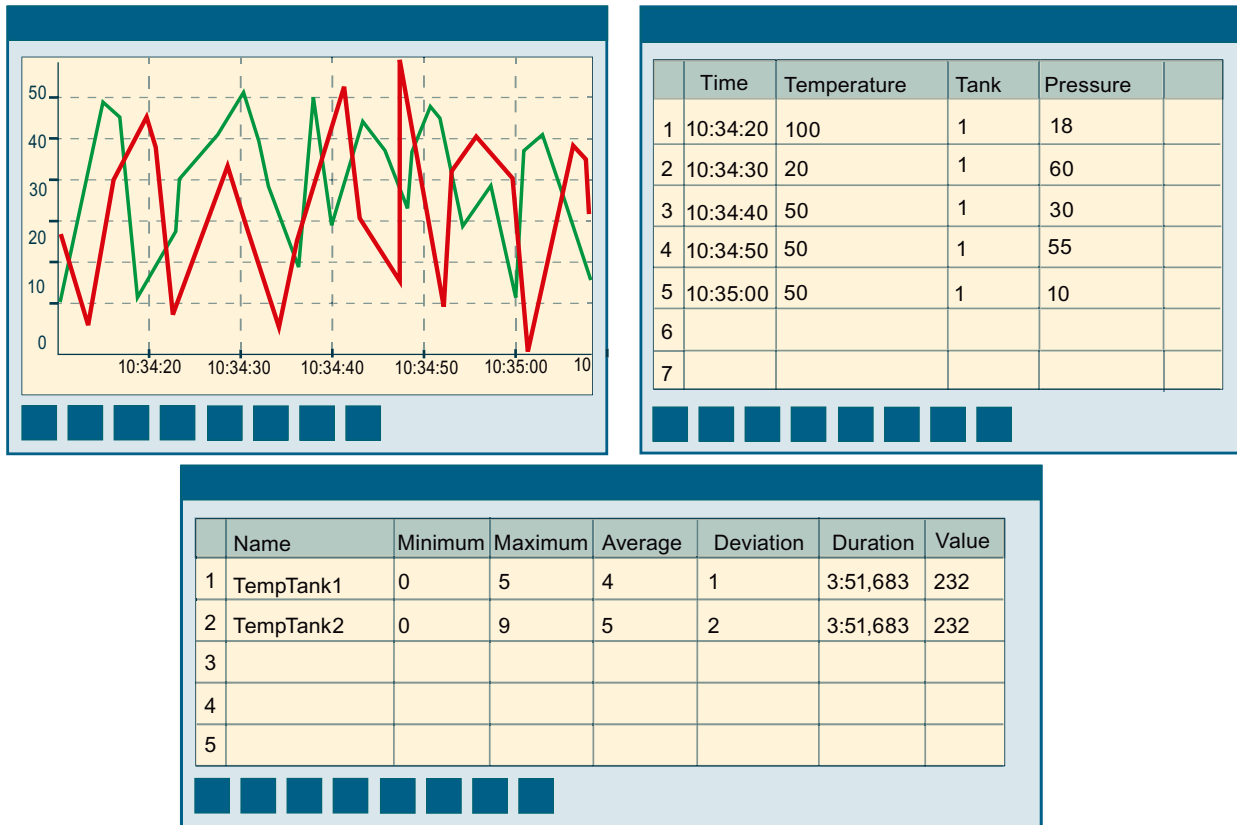 50
40
30
20
10
0
10:34:20 10:34:30 10:34:40 10:34:50 10:35:00 10
Time Temperature Tank Pressure
1 10:34:20 100 1 18
2 10:34:30 20 1 60
3 10:34:40 50 1 30
4 10:34:50 50 1 55
5 10:35:00 50 1 10
6
7
Name Minimum Maximum Average Deviation Duration Value
1 TempTank1 0 5 4 1 3:51,683 232
2 TempTank2 0 9 5 2 3:51,683 232
3
4
5